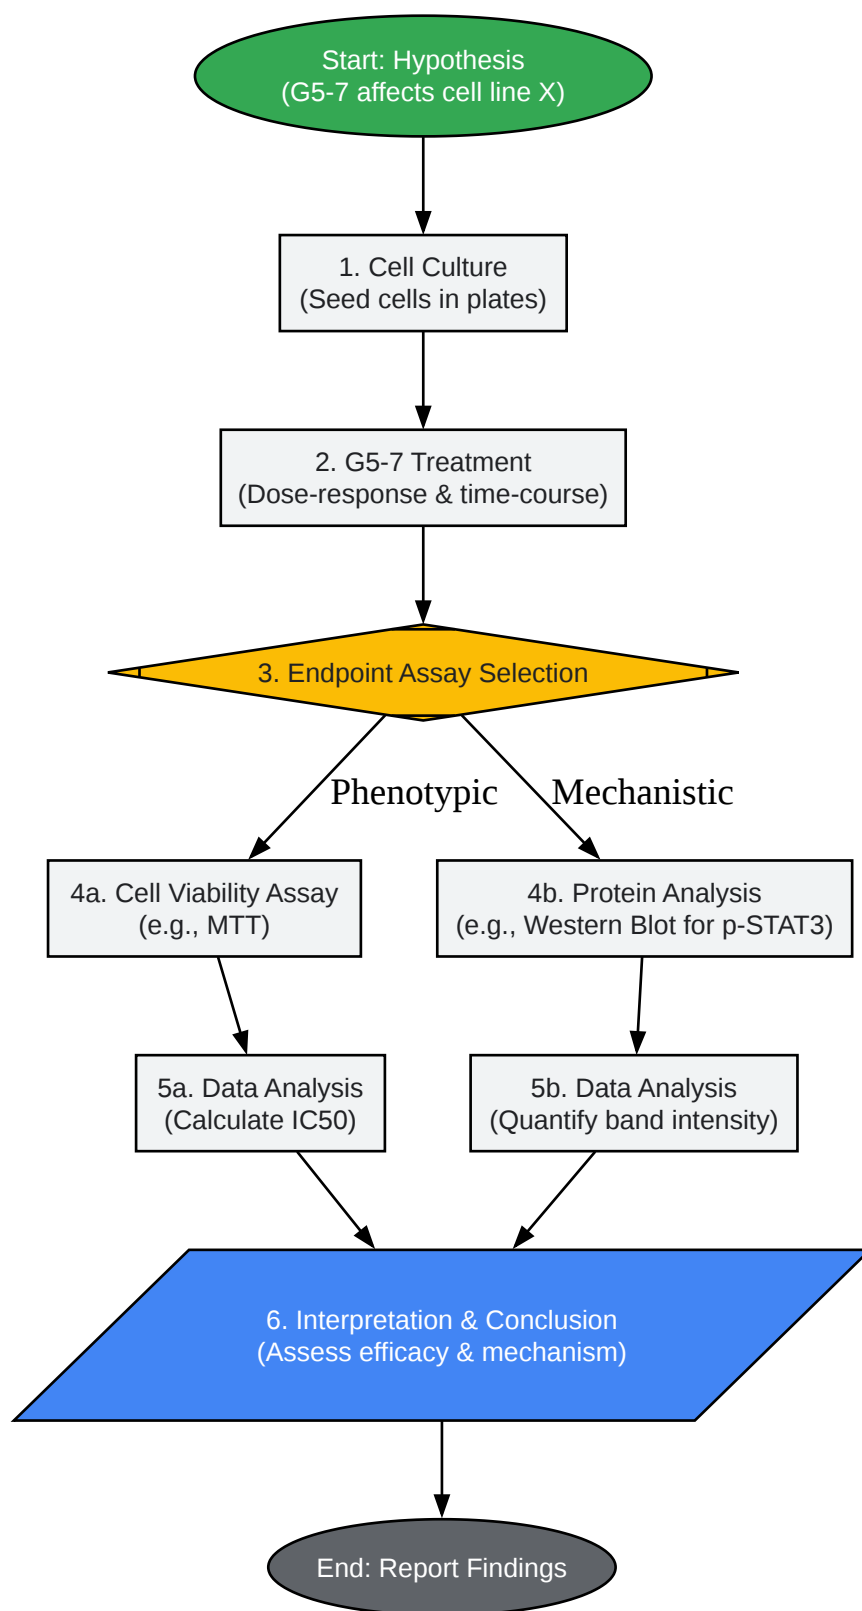 Start: Hypothesis
(G5-7 affects cell line X)
1. Cell Culture
(Seed cells in plates)
2. G5-7 Treatment
(Dose-response & time-course)
3. Endpoint Assay Selection
Phenotypic
Mechanistic
4a. Cell Viability Assay
(e.g., MTT)
4b. Protein Analysis
(e.g., Western Blot for p-STAT3)
5a. Data Analysis
(Calculate IC50)
5b. Data Analysis
(Quantify band intensity)
6. Interpretation & Conclusion
(Assess efficacy & mechanism)
End: Report Findings